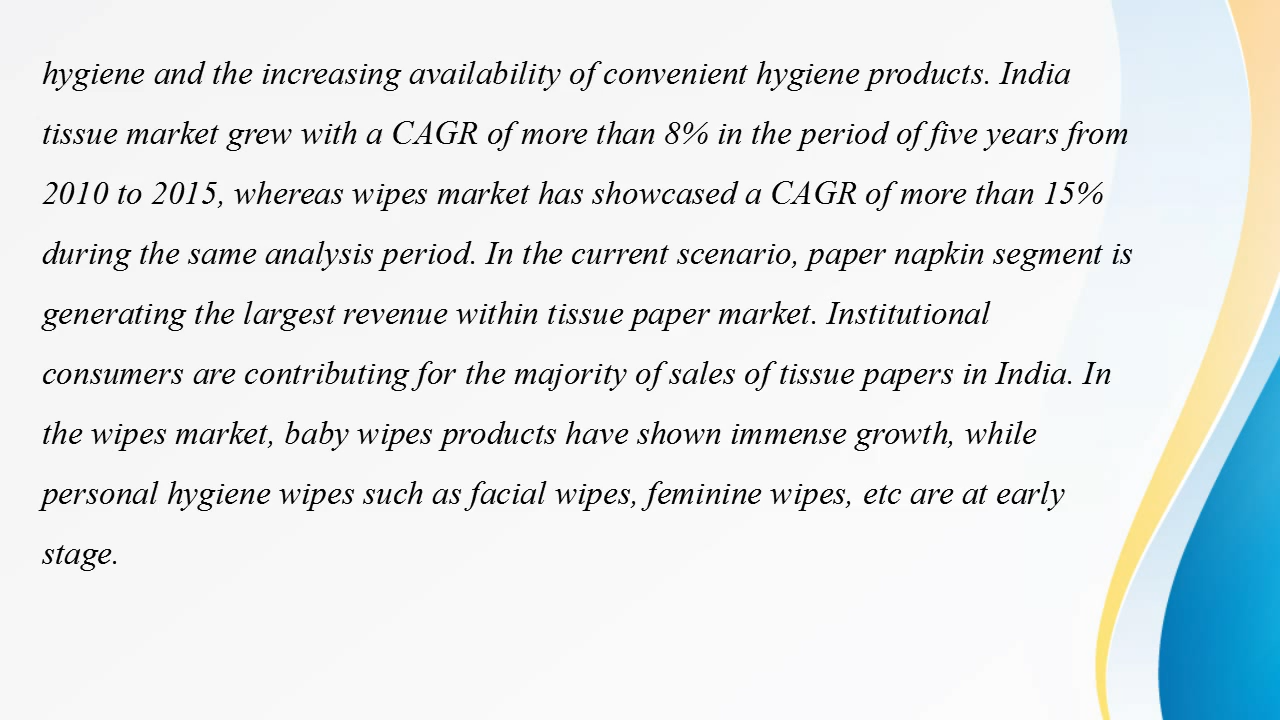 hygiene and the increasing availability of convenient hygiene products. India
tissue market grew with a CAGR of more than 8% in the period of five years from
2010 to 2015, whereas wipes market has showcased a CAGR of more than 15%
during the same analysis period. In the current scenario, paper napkin segment is
generating the largest revenue within tissue paper market. Institutional
consumers are contributing for the majority of sales of tissue papers in India. In
the wipes market, baby wipes products have shown immense growth, while
personal hygiene wipes such as facial wipes, feminine wipes, etc are at early
stage.